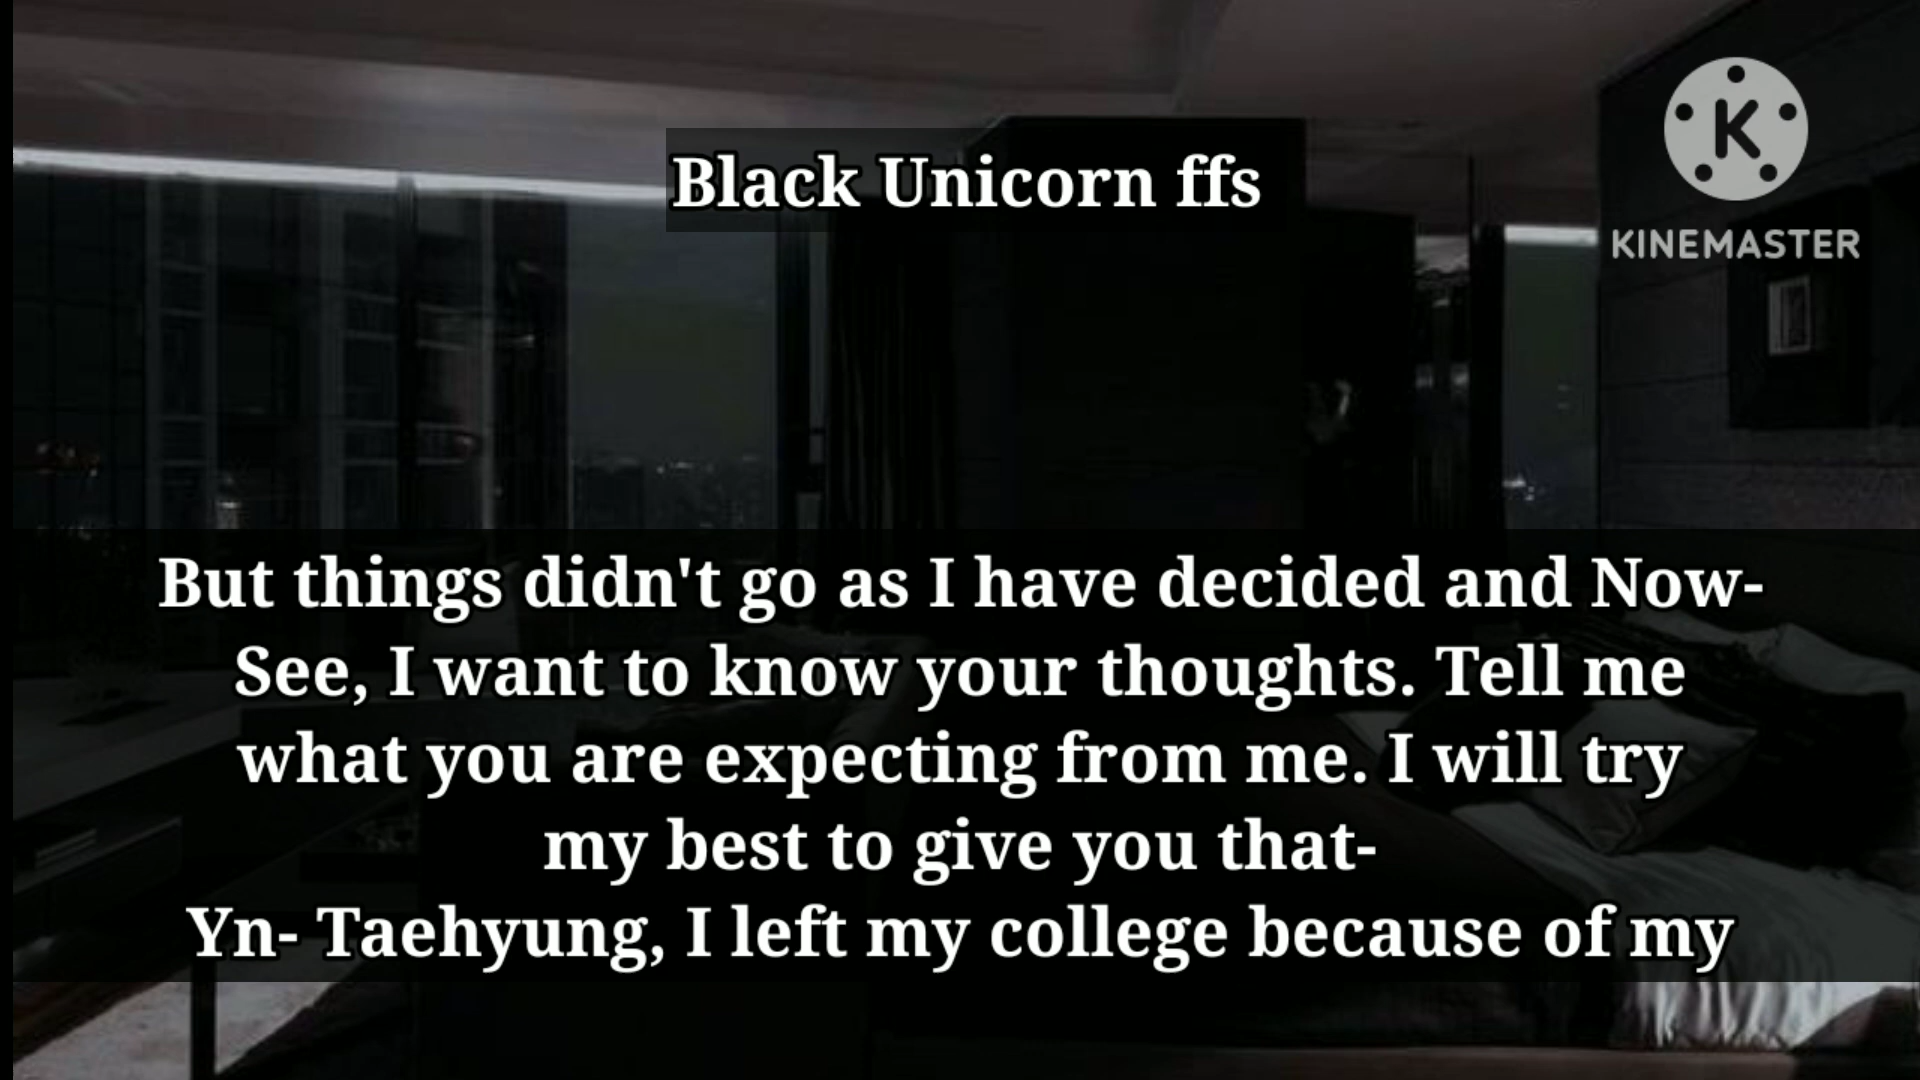 Black Unicorn ffs
K
KINEMASTER
But things didn't go as I have decided and Now-
See, I want to know your thoughts. Tell me
what you are expecting from me. I will try
my best to give you that-
Yn- Taehyung, I left my college because of my